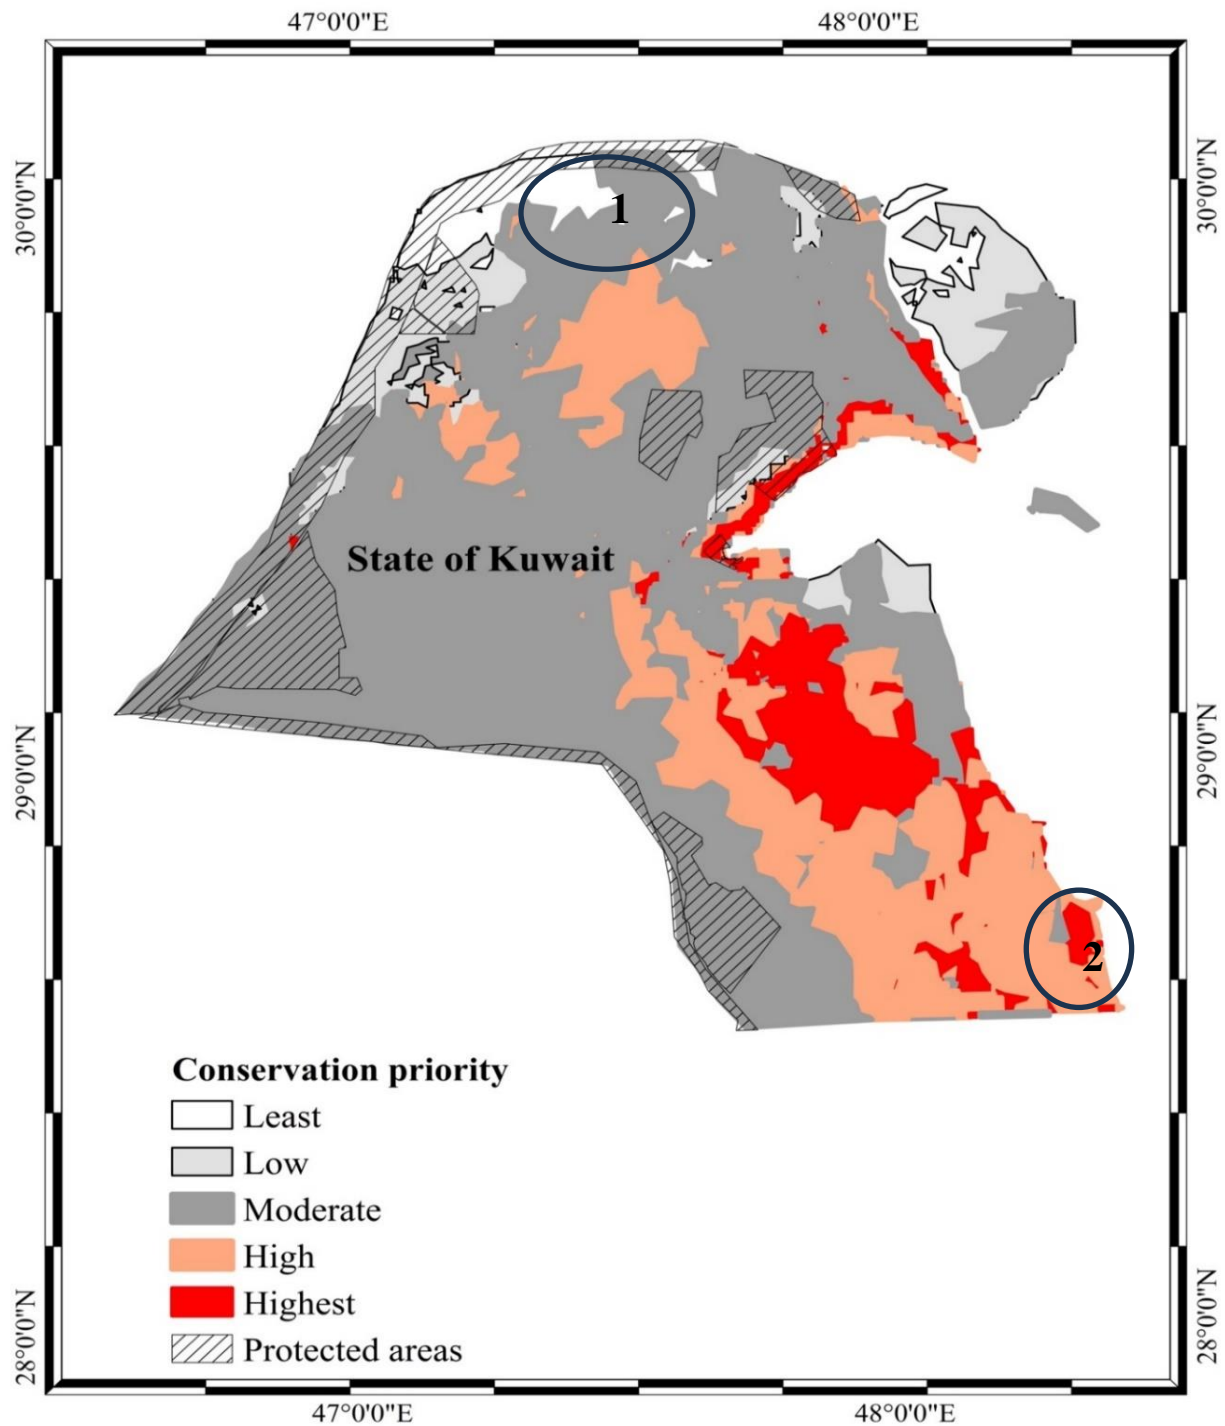 47°0'0"E 48°0'0"E
30°0'0"N
30°0'0"N
1
State of Kuwait
29°0'0"N
29°0'0"N
2
Conservation priority
Least
Low
Moderate
High
Highest
Protected areas
28°0'0"N
28°0'0"N
47°0'0"E 48°0'0"E